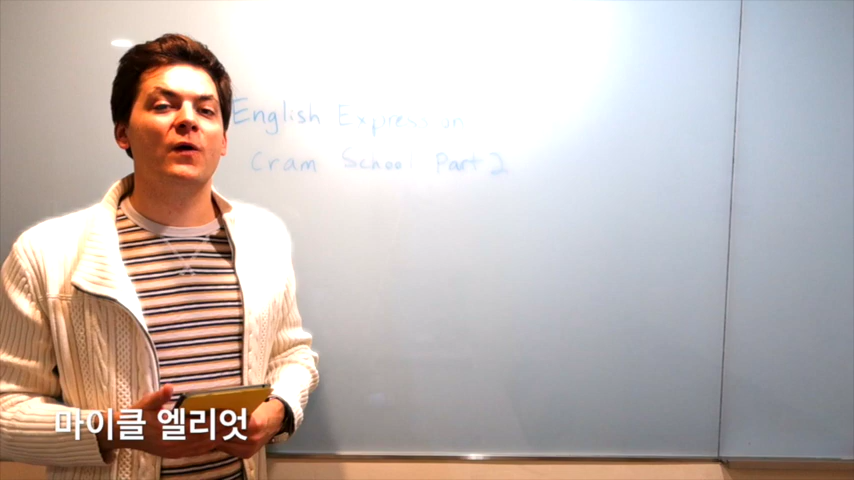 English Expression
Cram School Part 2
마이클 엘리엇